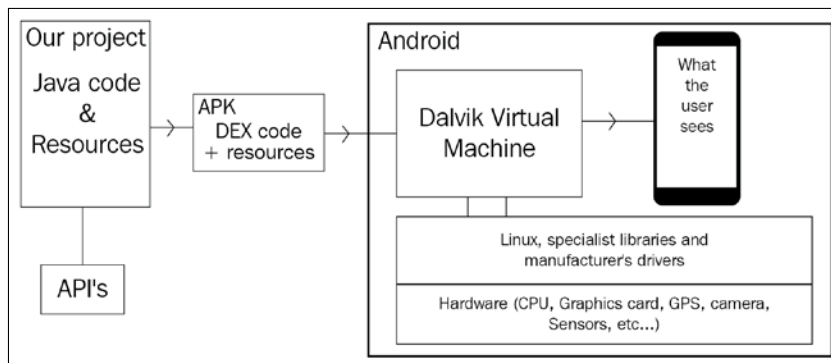 Our project
Java code
&
Resources
API's
APK
DEX code
+ resources
Android
Dalvik Virtual
Machine
What
the
user
sees
Linux, specialist libraries and
manufacturer's drivers
Hardware (CPU, Graphics card, GPS, camera,
Sensors, etc...)